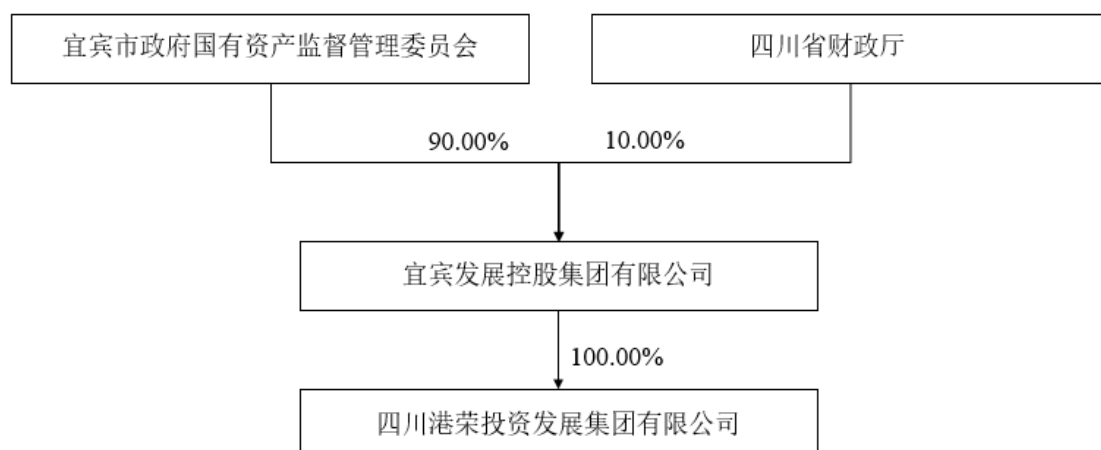 宜宾市政府国有资产监督管理委员会
四川省财政厅
90.00%
10.00%
宜宾发展控股集团有限公司
100.00%
四川港荣投资发展集团有限公司